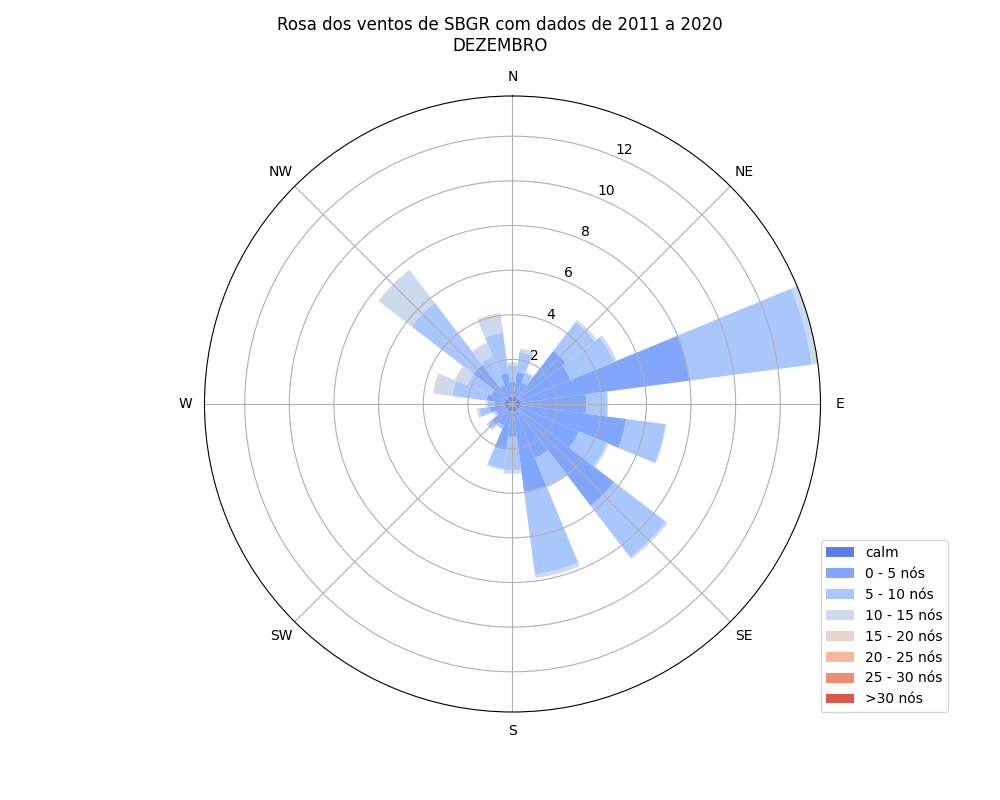 Rosa dos ventos de SBGR com dados de 2011 a 2020
DEZEMBRO
N
NW
NE
12
10
8
6
4
2
W
E
SW
SE
S
calm
0 - 5 nós
5 - 10 nós
10 - 15 nós
15 - 20 nós
20 - 25 nós
25 - 30 nós
>30 nós